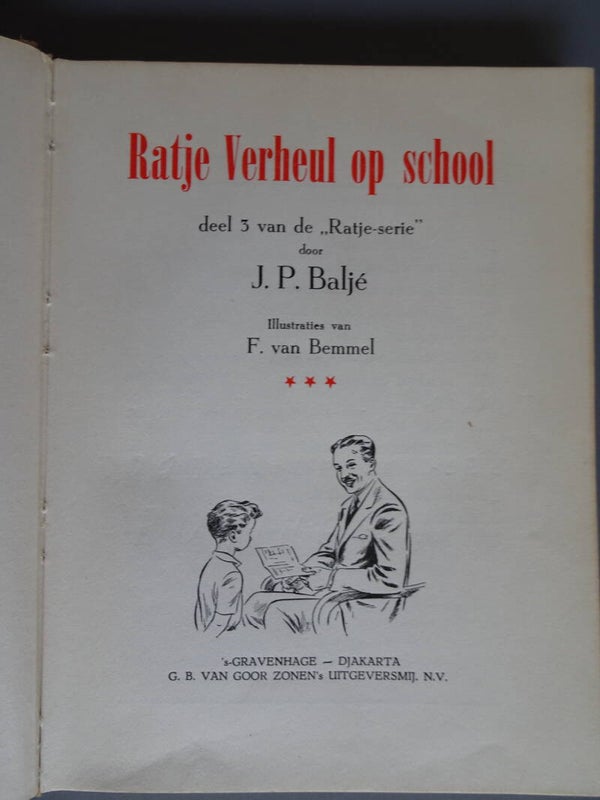 Ratje Verheul op school
deel 3 van de „Ratje-serie”
door
J. P. Baljé
Illustraties van
F. van Bemmel
's-GRAVENHAGE — DJAKARTA
G. B. VAN GOOR ZONEN's UITGEVERSMIJ. N.V.